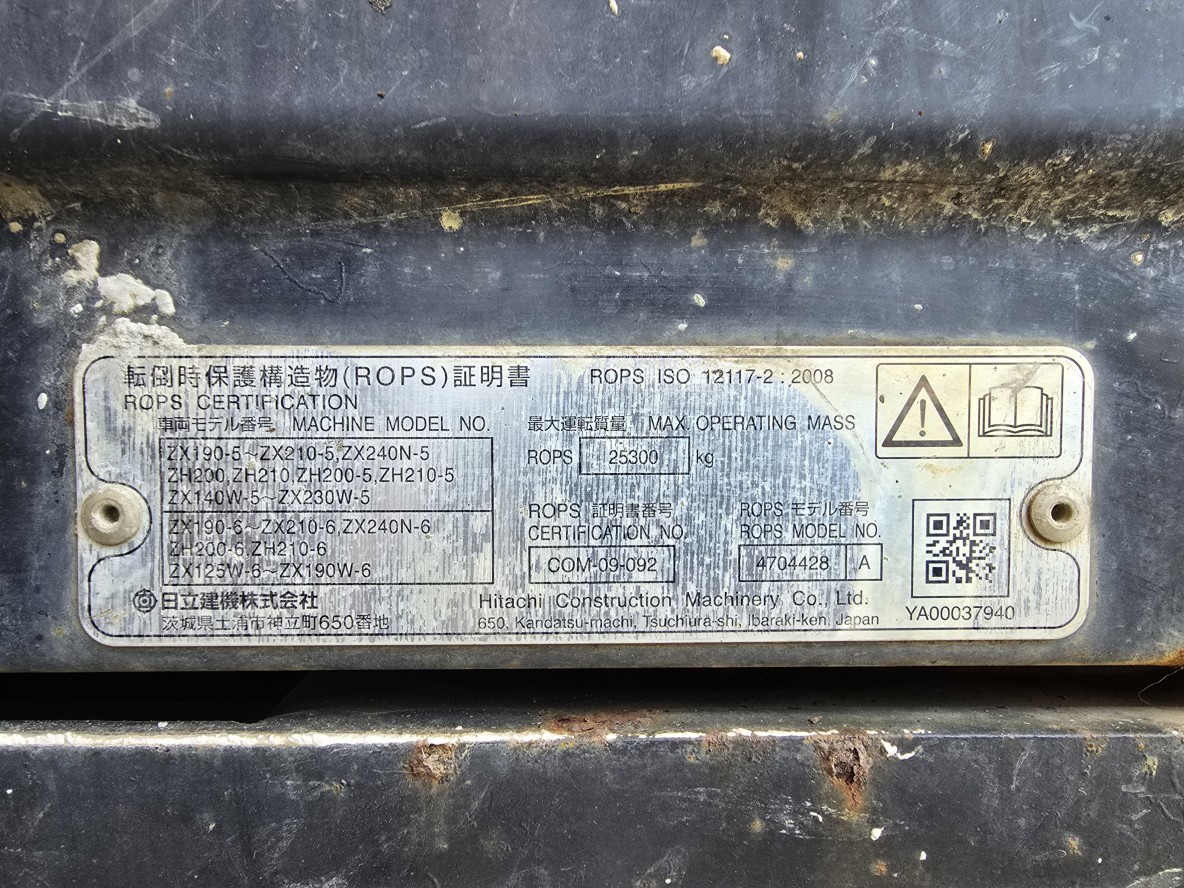 転倒時保護構造物(ROPS)証明書
ROPS CERTIFICATION
ROPS ISO 12117-2 : 2008
車両モデル番号 MACHINE MODEL NO.
ZX190-5~ZX210-5,ZX240N-5
ZH200,ZH210,ZH200-5,ZH210-5
ZX140W-5~ZX230W-5
ZX190-6~ZX210-6,ZX240N-6
ZH200-6,ZH210-6
ZX125W-6~ZX190W-6
最大運転質量 MAX. OPERATING MASS
ROPS 25300 kg
ROPS 証明書番号
CERTIFICATION NO.
COM-09-092
ROPS モデル番号
ROPS MODEL NO.
4704428 A
日立建機株式会社
茨城県土浦市神立町650番地
Hitachi Construction Machinery Co., Ltd.
650, Kandatsu-machi, Tsuchiura-shi, Ibaraki-ken, Japan
YA00037940